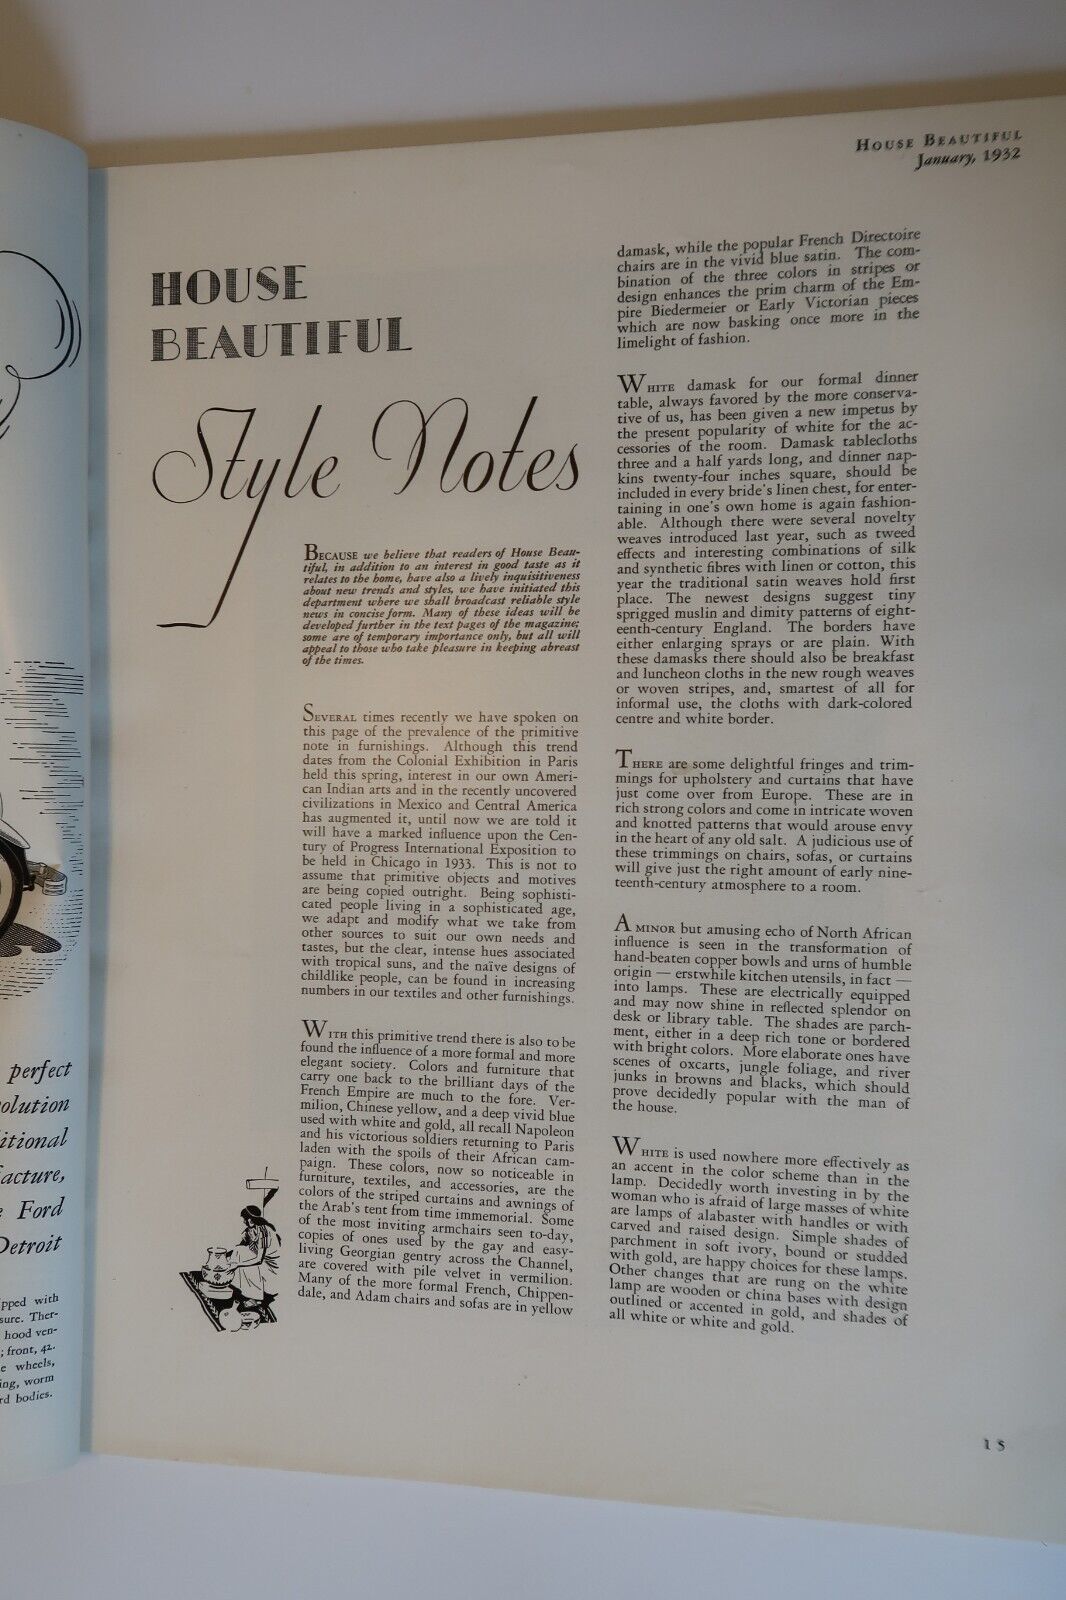 HOUSE BEAUTIFUL
January, 1932
HOUSE
BEAUTIFUL
Style Notes
BECAUSE we believe that readers of House Beau-
tiful, in addition to an interest in good taste as it
relates to the home, have also a lively inquisitiveness
about new trends and styles, we have initiated this
department where we shall broadcast reliable style
news in concise form. Many of these ideas will be
developed further in the text pages of the magazine;
some are of temporary importance only, but all will
appeal to those who take pleasure in keeping abreast
of the times.
SEVERAL times recently we have spoken on
this page of the prevalence of the primitive
note in furnishings. Although this trend
dates from the Colonial Exhibition in Paris
held this spring, interest in our own Ameri-
can Indian arts and in the recently uncovered
civilizations in Mexico and Central America
has augmented it, until now we are told it
will have a marked influence upon the Cen-
tury of Progress International Exposition to
be held in Chicago in 1933. This is not to
assume that primitive objects and motives
are being copied outright. Being sophisti-
cated people living in a sophisticated age,
we adapt and modify what we take from
other sources to suit our own needs and
tastes, but the clear, intense hues associated
with tropical suns, and the naïve designs of
childlike people, can be found in increasing
numbers in our textiles and other furnishings.
WITH this primitive trend there is also to be
found the influence of a more formal and more
elegant society. Colors and furniture that
carry one back to the brilliant days of the
French Empire are much to the fore. Ver-
milion, Chinese yellow, and a deep vivid blue
used with white and gold, all recall Napoleon
and his victorious soldiers returning to Paris
laden with the spoils of their African cam-
paign. These colors, now so noticeable in
furniture, textiles, and accessories, are the
colors of the striped curtains and awnings of
the Arab's tent from time immemorial. Some
of the most inviting armchairs seen to-day,
copies of ones used by the gay and easy-
living Georgian gentry across the Channel,
are covered with pile velvet in vermilion.
Many of the more formal French, Chippen-
dale, and Adam chairs and sofas are in yellow
damask, while the popular French Directoire
chairs are in the vivid blue satin. The com-
bination of the three colors in stripes or
design enhances the prim charm of the Em-
pire Biedermeier or Early Victorian pieces
which are now basking once more in the
limelight of fashion.
WHITE damask for our formal dinner
table, always favored by the more conserva-
tive of us, has been given a new impetus by
the present popularity of white for the ac-
cessories of the room. Damask tablecloths
three and a half yards long, and dinner nap-
kins twenty-four inches square, should be
included in every bride's linen chest, for enter-
taining in one's own home is again fashion-
able. Although there were several novelty
weaves introduced last year, such as tweed
effects and interesting combinations of silk
and synthetic fibres with linen or cotton, this
year the traditional satin weaves hold first
place. The newest designs suggest tiny
sprigged muslin and dimity patterns of eight-
eenth-century England. The borders have
either enlarging sprays or are plain. With
these damasks there should also be breakfast
and luncheon cloths in the new rough weaves
or woven stripes, and, smartest of all for
informal use, the cloths with dark-colored
centre and white border.
THERE are some delightful fringes and trim-
mings for upholstery and curtains that have
just come over from Europe. These are in
rich strong colors and come in intricate woven
and knotted patterns that would arouse envy
in the heart of any old salt. A judicious use of
these trimmings on chairs, sofas, or curtains
will give just the right amount of early nine-
teenth-century atmosphere to a room.
A MINOR but amusing echo of North African
influence is seen in the transformation of
hand-beaten copper bowls and urns of humble
origin — erstwhile kitchen utensils, in fact —
into lamps. These are electrically equipped
and may now shine in reflected splendor on
desk or library table. The shades are parch-
ment, either in a deep rich tone or bordered
with bright colors. More elaborate ones have
scenes of oxcarts, jungle foliage, and river
junks in browns and blacks, which should
prove decidedly popular with the man of
the house.
WHITE is used nowhere more effectively as
an accent in the color scheme than in the
lamp. Decidedly worth investing in by the
woman who is afraid of large masses of white
are lamps of alabaster with handles or with
carved and raised design. Simple shades of
parchment in soft ivory, bound or studded
with gold, are happy choices for these lamps.
Other changes that are rung on the white
lamp are wooden or china bases with design
outlined or accented in gold, and shades of
all white or white and gold.
15
perfect
olution
itional
facture,
Ford
Detroit
pped with
sure. Ther-
hood ven-
; front, 42-
e wheels,
ing, worm
rd bodies.